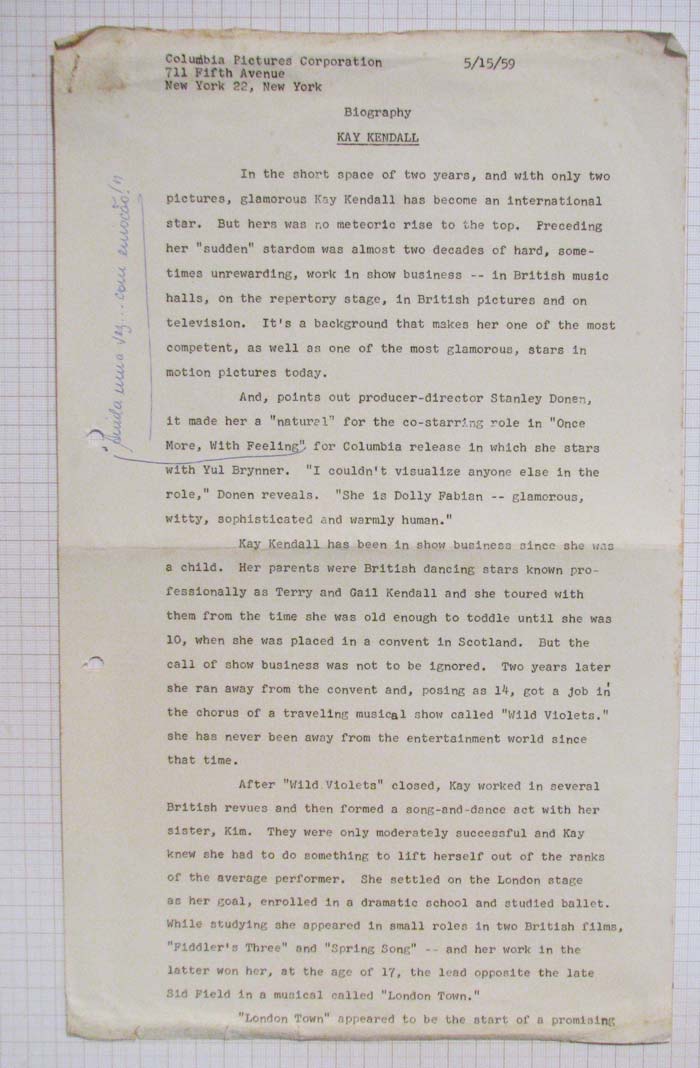 Columbia Pictures Corporation 5/15/59
711 Fifth Avenue
New York 22, New York
Biography
KAY KENDALL
In the short space of two years, and with only two
pictures, glamorous Kay Kendall has become an international
star. But hers was no meteoric rise to the top. Preceding
her "sudden" stardom was almost two decades of hard, some-
times unrewarding, work in show business -- in British music
halls, on the repertory stage, in British pictures and on
television. It's a background that makes her one of the most
competent, as well as one of the most glamorous, stars in
motion pictures today.
And, points out producer-director Stanley Donen,
it made her a "natural" for the co-starring role in "Once
More, With Feeling" for Columbia release in which she stars
with Yul Brynner. "I couldn't visualize anyone else in the
role," Donen reveals. "She is Dolly Fabian -- glamorous,
witty, sophisticated and warmly human."
Kay Kendall has been in show business since she was
a child. Her parents were British dancing stars known pro-
fessionally as Terry and Gail Kendall and she toured with
them from the time she was old enough to toddle until she was
10, when she was placed in a convent in Scotland. But the
call of show business was not to be ignored. Two years later
she ran away from the convent and, posing as 14, got a job in
the chorus of a traveling musical show called "Wild Violets."
she has never been away from the entertainment world since
that time.
After "Wild Violets" closed, Kay worked in several
British revues and then formed a song-and-dance act with her
sister, Kim. They were only moderately successful and Kay
knew she had to do something to lift herself out of the ranks
of the average performer. She settled on the London stage
as her goal, enrolled in a dramatic school and studied ballet.
While studying she appeared in small roles in two British films,
"Fiddler's Three" and "Spring Song" -- and her work in the
latter won her, at the age of 17, the lead opposite the late
Sid Field in a musical called "London Town."
"London Town" appeared to be the start of a promising
uma vez... com emoção!"